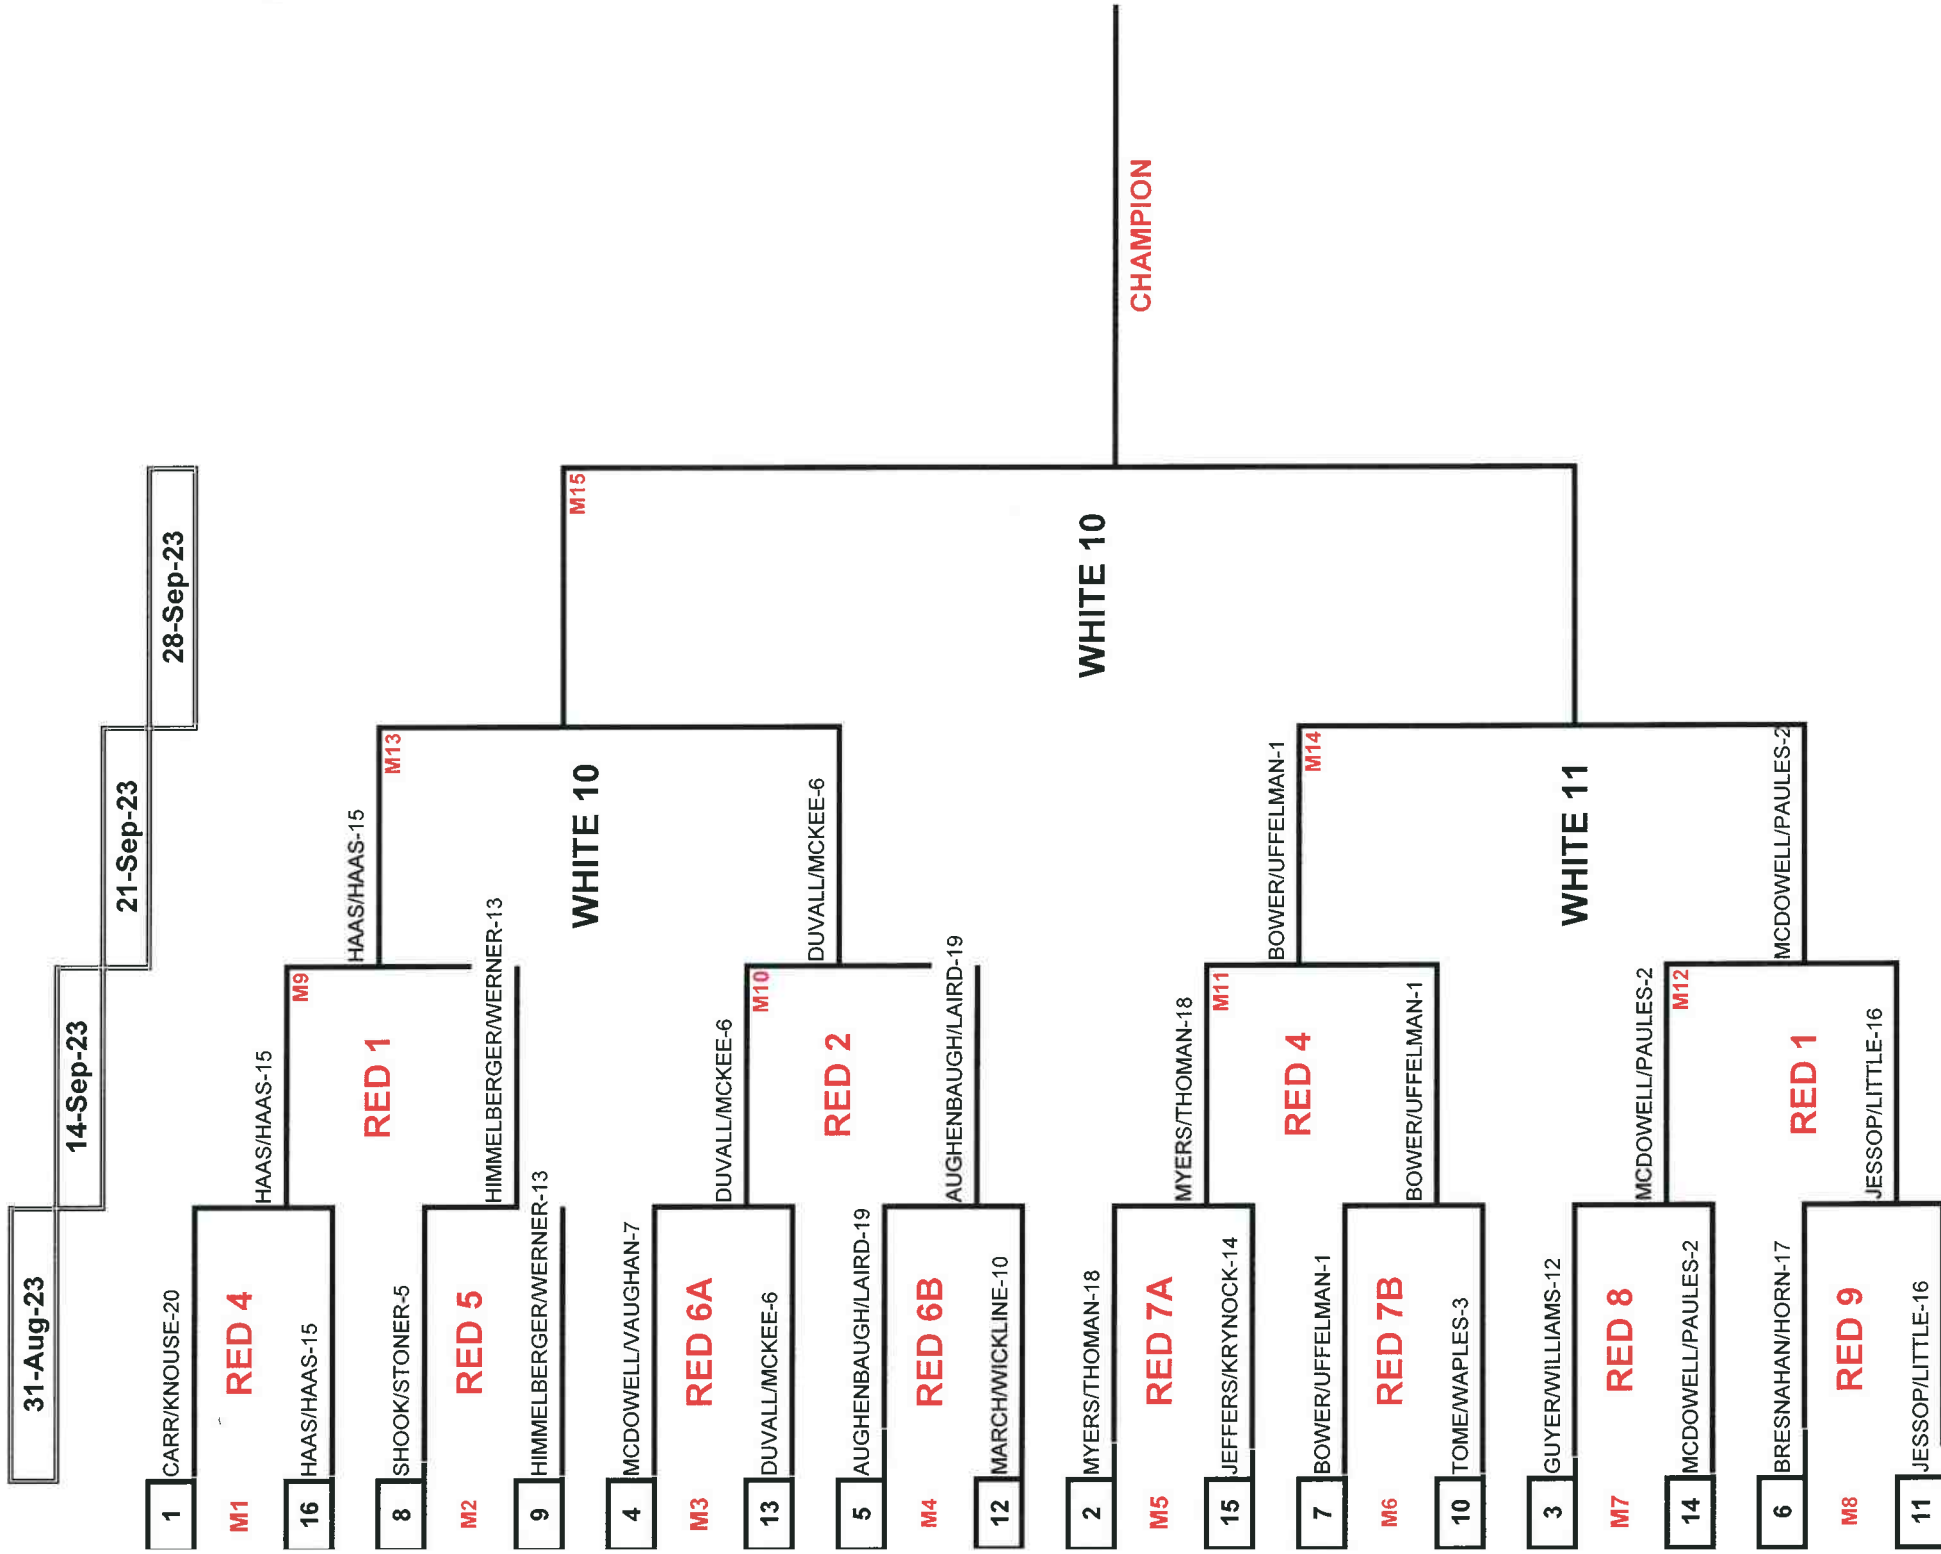 31-Aug-23
14-Sep-23
21-Sep-23
28-Sep-23
1 CARR/KNOUSE-20
M1 RED 4
16 HAAS/HAAS-15
8 SHOOK/STONER-5
M2 RED 5
9 HIMMELBERGER/WERNER-13
4 MCDOWELL/VAUGHAN-7
M3 RED 6A
13 DUVALL/MCKEE-6
5 AUGHENBAUGH/LAIRD-19
M4 RED 6B
12 MARCH/WICKLINE-10
2 MYERS/THOMAN-18
M5 RED 7A
15 JEFFERS/KRYNOCK-14
7 BOWER/UFFELMAN-1
M6 RED 7B
10 TOME/WAPLES-3
3 GUYER/WILLIAMS-12
M7 RED 8
14 MCDOWELL/PAULES-2
6 BRESNAHAN/HORN-17
M8 RED 9
11 JESSOP/LITTLE-16
HAAS/HAAS-15
M9
RED 1
HIMMELBERGER/WERNER-13
DUVALL/MCKEE-6
M10
RED 2
AUGHENBAUGH/LAIRD-19
MYERS/THOMAN-18
M11
RED 4
BOWER/UFFELMAN-1
MCDOWELL/PAULES-2
M12
RED 1
JESSOP/LITTLE-16
HAAS/HAAS-15
M13
WHITE 10
DUVALL/MCKEE-6
BOWER/UFFELMAN-1
M14
WHITE 11
MCDOWELL/PAULES-2
M15
WHITE 10
CHAMPION